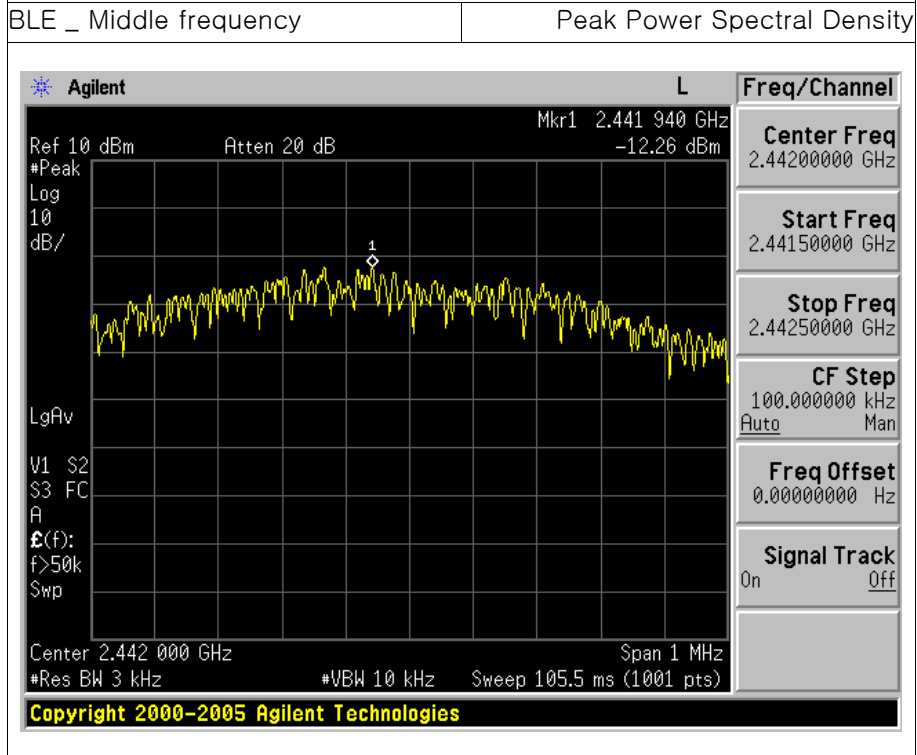 BLE _ Middle frequency
Peak Power Spectral Density
Agilent
L
Freq/Channel
Mkr1 2.441 940 GHz
Ref 10 dBm Atten 20 dB -12.26 dBm
#Peak
Log
10
dB/
1
LgAv
V1 S2
S3 FC
A
£(f):
f>50k
Swp
Center 2.442 000 GHz Span 1 MHz
#Res BW 3 kHz #VBW 10 kHz Sweep 105.5 ms (1001 pts)
Center Freq
2.44200000 GHz
Start Freq
2.44150000 GHz
Stop Freq
2.44250000 GHz
CF Step
100.000000 kHz
Auto Man
Freq Offset
0.00000000 Hz
Signal Track
On Off
Copyright 2000-2005 Agilent Technologies